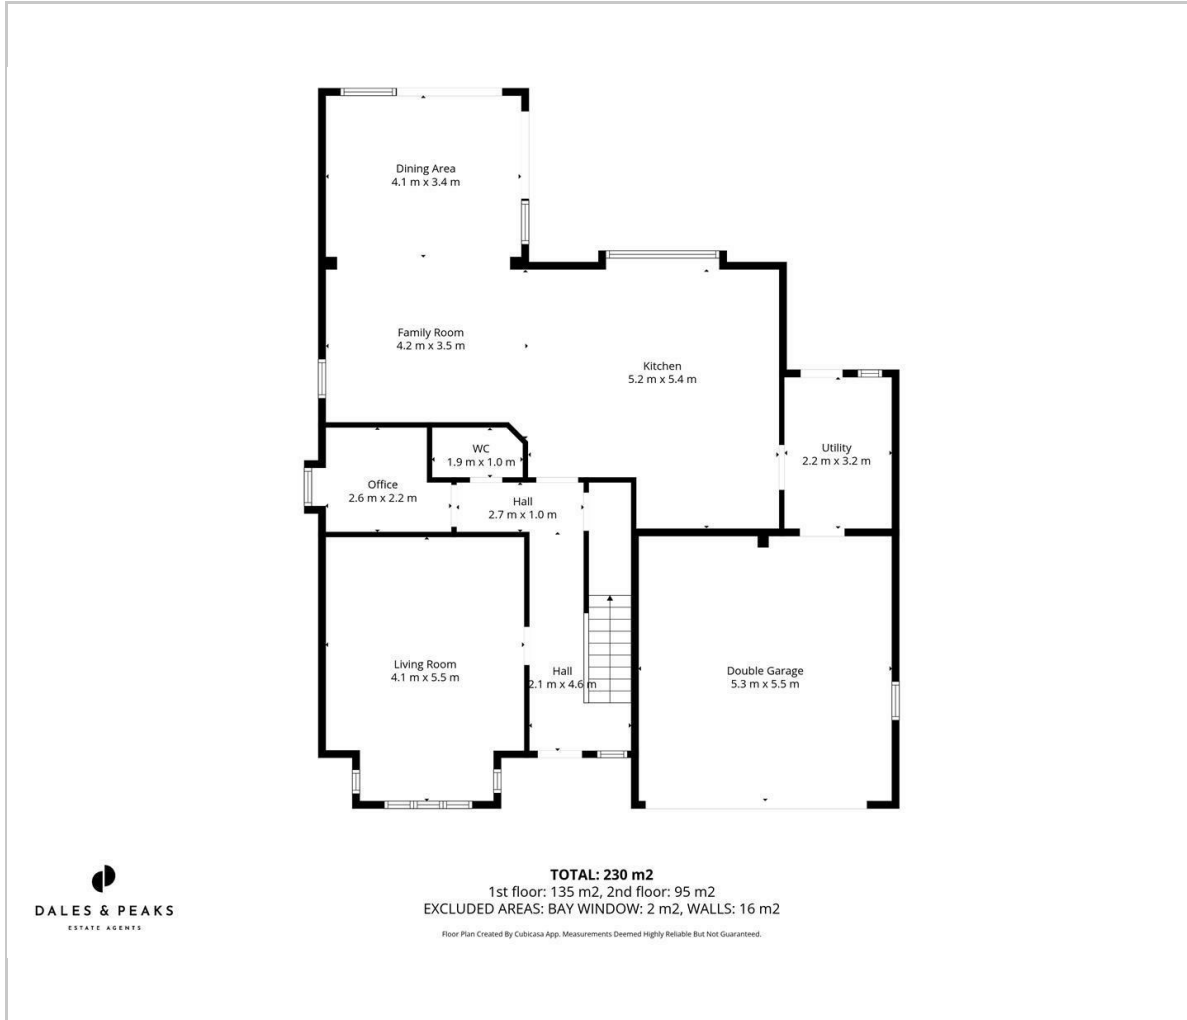 Dining Area
4.1 m x 3.4 m
Family Room
4.2 m x 3.5 m
Kitchen
5.2 m x 5.4 m
WC
1.9 m x 1.0 m
Utility
2.2 m x 3.2 m
Office
2.6 m x 2.2 m
Hall
2.7 m x 1.0 m
Living Room
4.1 m x 5.5 m
Hall
2.1 m x 4.6 m
Double Garage
5.3 m x 5.5 m
DALES & PEAKS
ESTATE AGENTS
TOTAL: 230 m2
1st floor: 135 m2, 2nd floor: 95 m2
EXCLUDED AREAS: BAY WINDOW: 2 m2, WALLS: 16 m2
Floor Plan Created By Cubicasa App. Measurements Deemed Highly Reliable But Not Guaranteed.